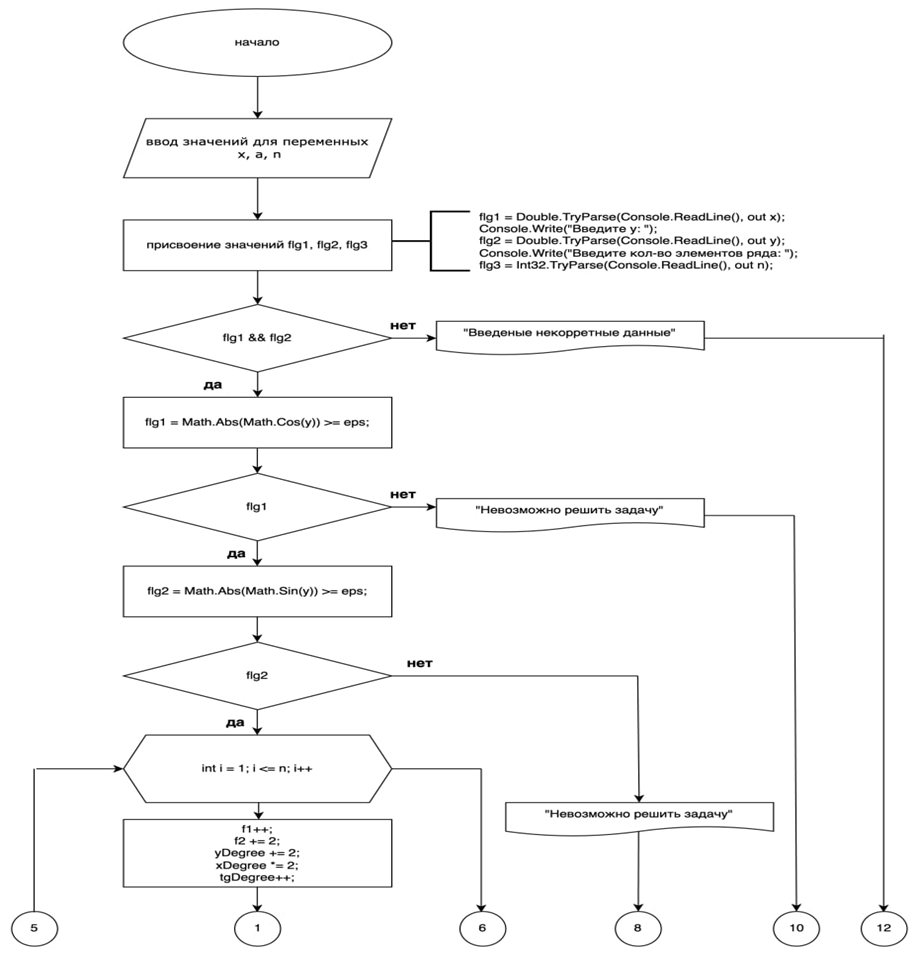 начало
ввод значений для переменных
x, a, n
присвоение значений flg1, flg2, flg3
flg1 = Double.TryParse(Console.ReadLine(), out x);
Console.Write("Введите y: ");
flg2 = Double.TryParse(Console.ReadLine(), out y);
Console.Write("Введите кол-во элементов ряда: ");
flg3 = Int32.TryParse(Console.ReadLine(), out n);
flg1 && flg2
нет
"Введеные некорретные данные"
да
flg1 = Math.Abs(Math.Cos(y)) >= eps;
flg1
нет
"Невозможно решить задачу"
да
flg2 = Math.Abs(Math.Sin(y)) >= eps;
flg2
нет
да
int i = 1; i <= n; i++
"Невозможно решить задачу"
f1++;
f2 += 2;
yDegree += 2;
xDegree *= 2;
tgDegree++;
5
1
6
8
10
12